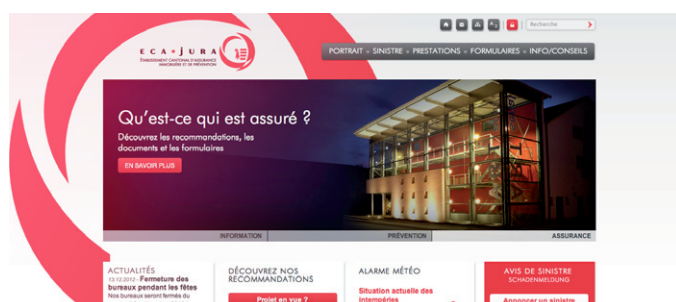 Recherche
ECA•JURA
ÉTABLISSEMENT CANTONAL D'ASSURANCE
IMMOBILIÈRE ET DE PRÉVENTION
PORTRAIT SINISTRE PRESTATIONS FORMULAIRES INFO/CONSEILS
Qu'est-ce qui est assuré ?
Découvrez les recommandations, les
documents et les formulaires
EN SAVOIR PLUS
INFORMATION PRÉVENTION ASSURANCE
ACTUALITÉS
12.12.2012 - Fermeture des
bureaux pendant les fêtes
Nos bureaux seront fermés du
DÉCOUVREZ NOS
RECOMMANDATIONS
Projet en vue ?
ALARME MÉTÉO
Situation actuelle des
intempéries
AVIS DE SINISTRE
SCHADENMELDUNG
Annoncer un sinistre